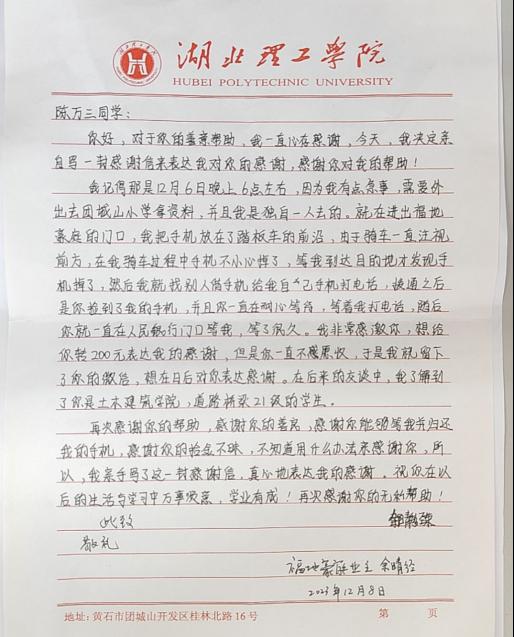 湖北理工學院
HUBEI POLYTECHNIC UNIVERSITY
陈万三同学：
你好，对于你的善意帮助，我一直心存感谢，今天，我决定亲
自写一封感谢信来表达我对你的感谢，感谢你对我的帮助！
我记得那是12月6日晚上6点左右，因为我有点急事，需要外
出去团城山小学拿资料，并且我是独自一人去的。就在进出福地
豪庭的门口，我把手机放在了踏板车的前沿，由于骑车一直注视
前方，在我骑车过程中手机不小心掉了，等我到达目的地才发现手
机掉了，然后我就找别人借手机给我自己手机打电话，接通之后
是你捡到了我的手机，并且你一直在耐心等待，等着我打电话，随后
你就一直在人民银行门口等我，等了很久。我非常感激你，想给
你转200元表达我的感谢，但是你一直不愿意收，于是我就留下
了你的微信，想在日后对你表达感谢。在后来的交谈中，我了解到
了你是土木建筑学院，道路桥梁21级的学生。
再次感谢你的帮助，感谢你的善良，感谢你能够等我并归还
我的手机，感谢你的拾金不昧，不知道用什么办法来感谢你，所
以，我亲手写了这一封感谢信，真心地表达我的感谢。祝你在以
后的生活与学习中万事如意，学业有成！再次感谢你的无私帮助！
此致
敬礼
福地豪庭业主 余晴经
2023年12月8日
地址：黄石市团城山开发区桂林北路16号 第 页